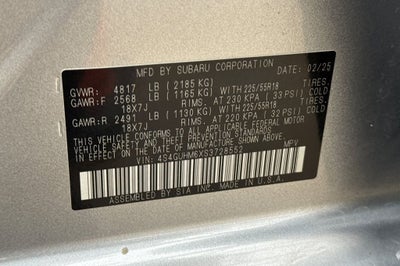 MFD BY SUBARU CORPORATION 02/25
GVWR: 4817 LB (2185 KG)
GAWR:F 2568 LB (1165 KG) WITH 225/55R18 TIRES.
18X7J RIMS. AT 230 KPA (33 PSI) COLD
GAWR:R 2491 LB (1130 KG) WITH 225/55R18 TIRES.
18X7J RIMS. AT 220 KPA (32 PSI) COLD
THIS VEHICLE CONFORMS TO ALL APPLICABLE FEDERAL MOTOR
VEHICLE SAFETY AND THEFT PREVENTION STANDARDS IN EFFECT
ON THE DATE OF MANUFACTURE SHOWN ABOVE.
VIN: 4S4GUHM6XS3728552 MPV
ASSEMBLED BY SIA INC. MADE IN U.S.A.